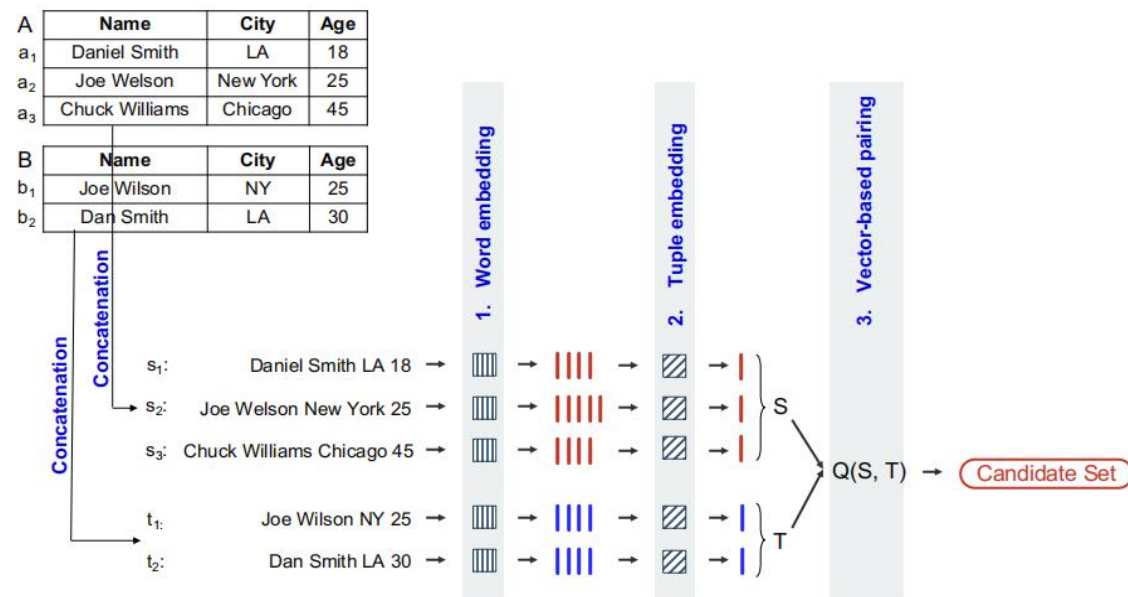 A Name City Age
a1 Daniel Smith LA 18
a2 Joe Welson New York 25
a3 Chuck Williams Chicago 45
B Name City Age
b1 Joe Wilson NY 25
b2 Dan Smith LA 30
Concatenation
Concatenation
1. Word embedding
2. Tuple embedding
3. Vector-based pairing
s1: Daniel Smith LA 18
s2: Joe Welson New York 25
s3: Chuck Williams Chicago 45
S
Q(S, T)
Candidate Set
t1: Joe Wilson NY 25
t2: Dan Smith LA 30
T